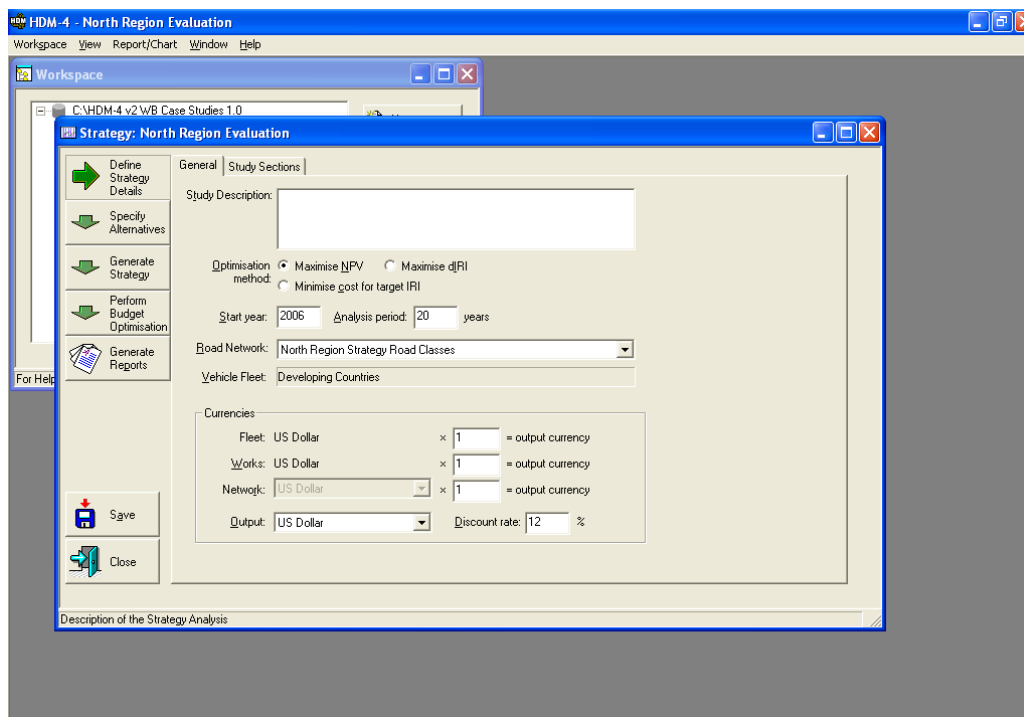 HDM-4 - North Region Evaluation
Workspace View Report/Chart Window Help
Workspace
C:\HDM-4 v2 WB Case Studies 1.0
Strategy: North Region Evaluation
Define
Strategy
Details
Specify
Alternatives
Generate
Strategy
Perform
Budget
Optimisation
Generate
Reports
Save
Close
General Study Sections
Study Description:
Optimisation
method:
Maximise NPV Maximise dIRI
Minimise cost for target IRI
Start year: 2006 Analysis period: 20 years
Road Network: North Region Strategy Road Classes
Vehicle Fleet: Developing Countries
Currencies
Fleet: US Dollar × 1 = output currency
Works: US Dollar × 1 = output currency
Network: US Dollar × 1 = output currency
Output: US Dollar Discount rate: 12 %
For Help
Description of the Strategy Analysis